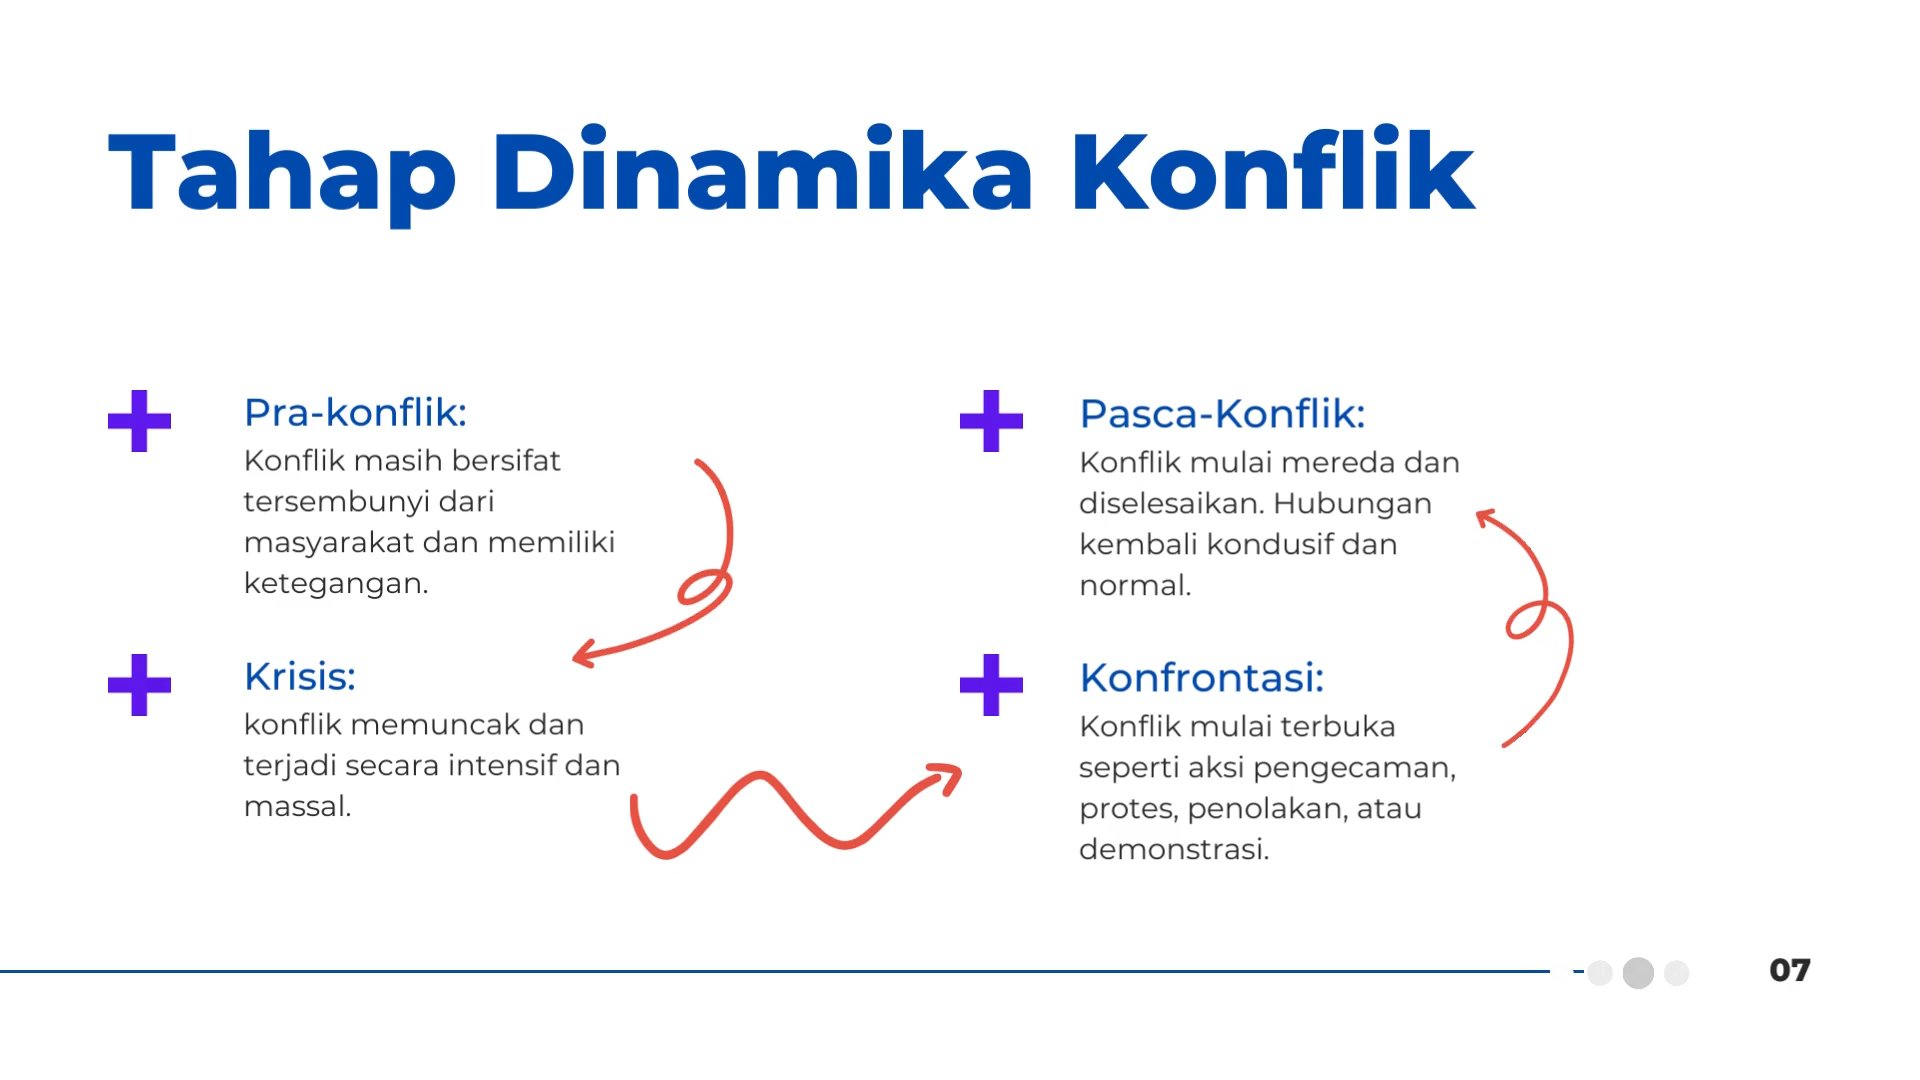 Tahap Dinamika Konflik
Pra-konflik:
Konflik masih bersifat
tersembunyi dari
masyarakat dan memiliki
ketegangan.
Krisis:
konflik memuncak dan
terjadi secara intensif dan
massal.
Pasca-Konflik:
Konflik mulai mereda dan
diselesaikan. Hubungan
kembali kondusif dan
normal.
Konfrontasi:
Konflik mulai terbuka
seperti aksi pengecaman,
protes, penolakan, atau
demonstrasi.
07